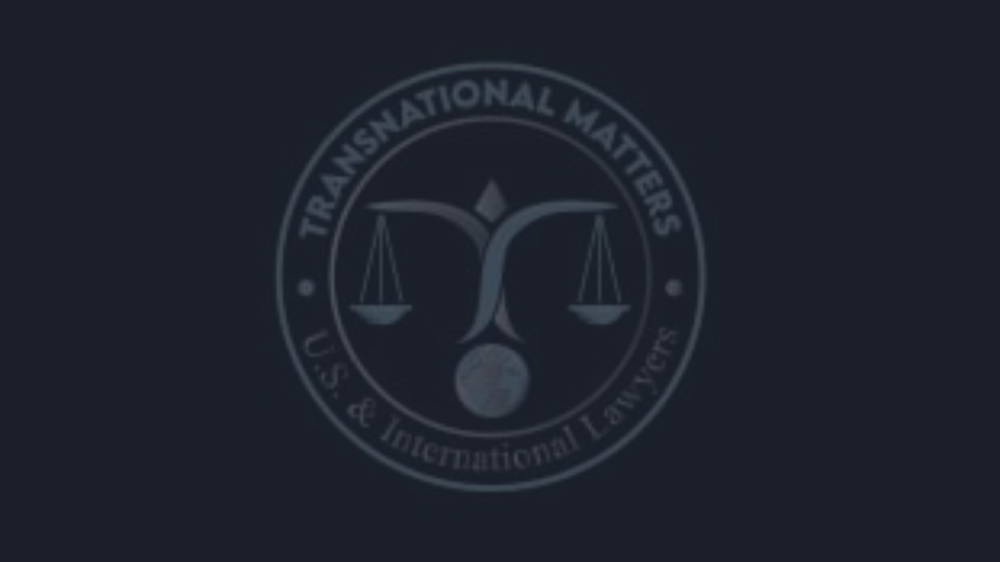 TRANSNATIONAL MATTERS
U.S. & International Lawyers